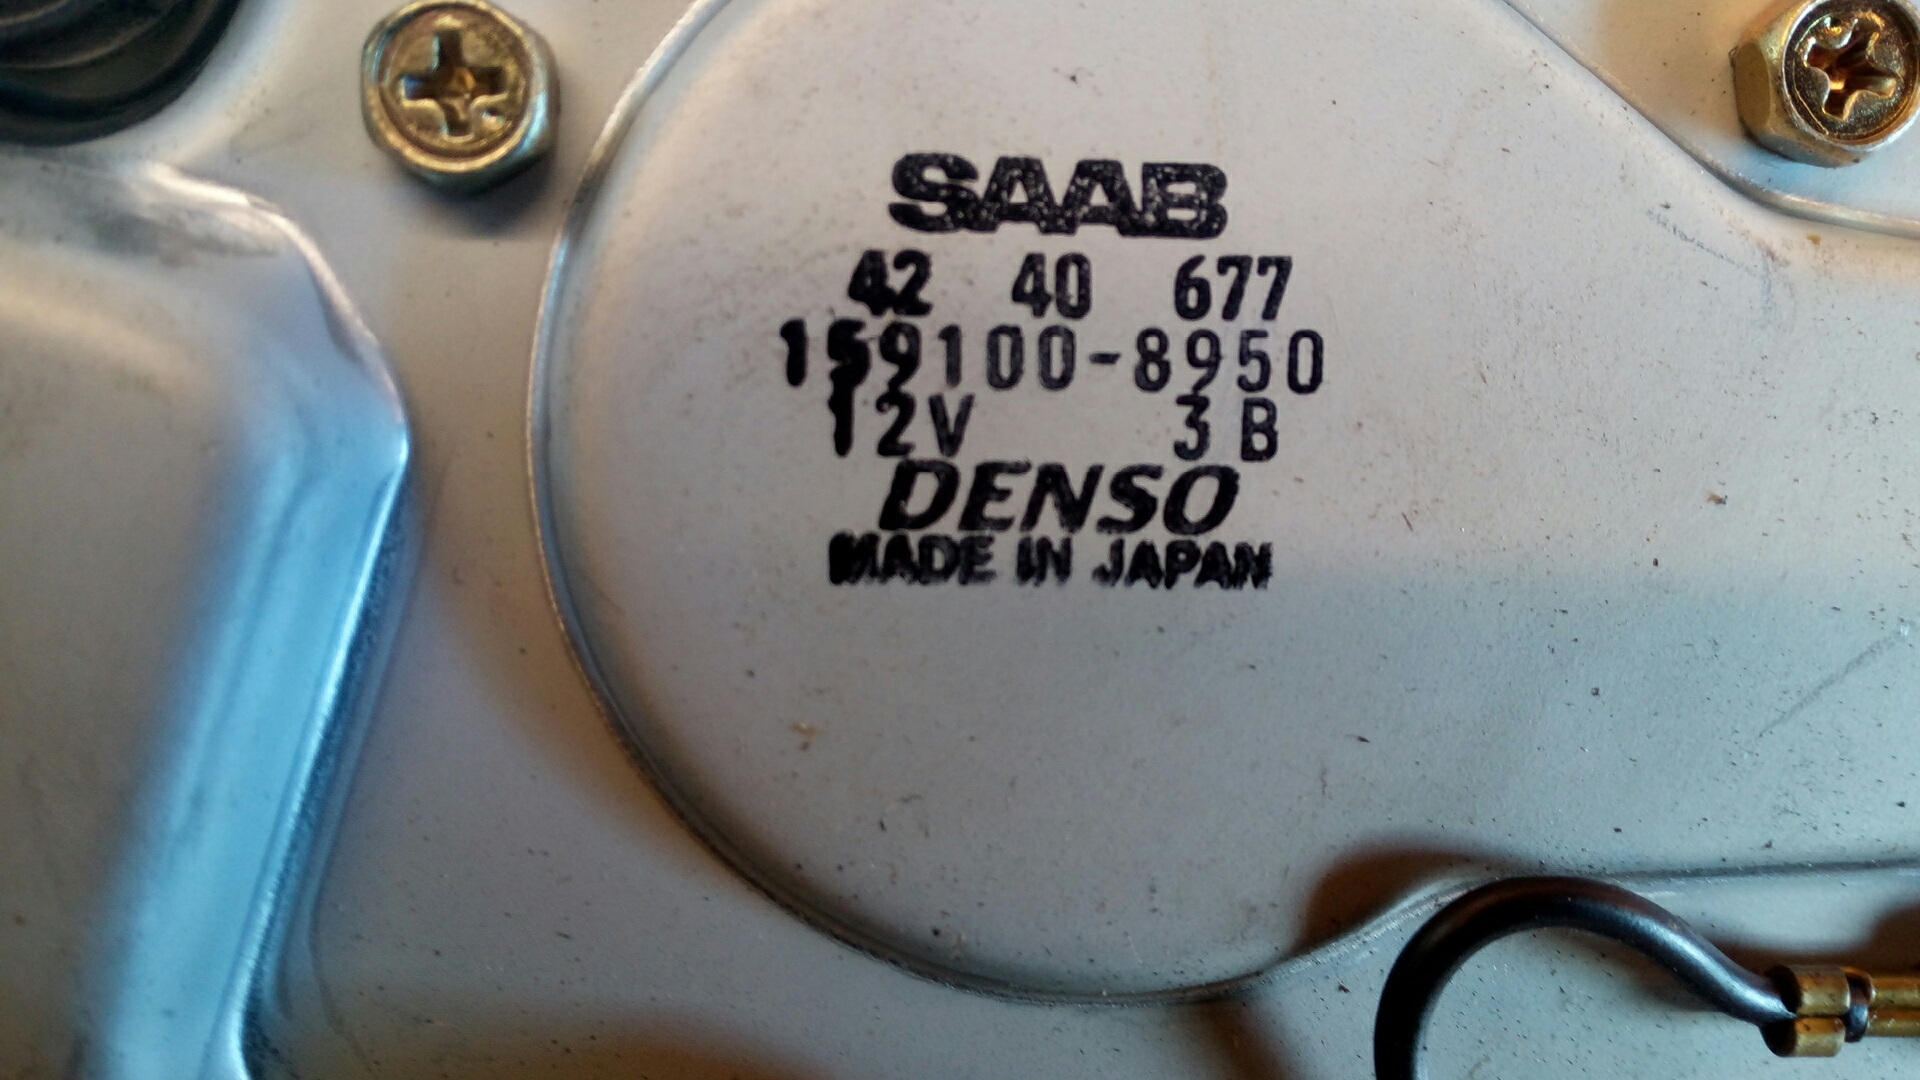 SAAB
42 40 677
159100-8950
12V 3B
DENSO
MADE IN JAPAN